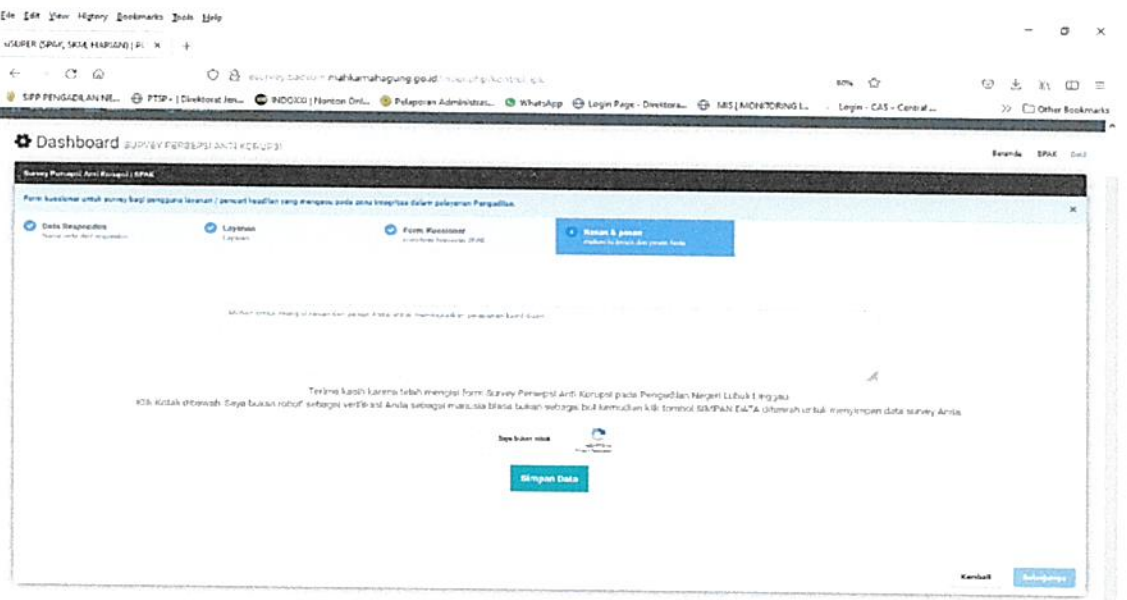 File Edit View History Bookmarks Tools Help
eSUPER (SPAK, SKM, HARIAN) | P
mahkamahagung.go.id
80%
SIPP PENGADILAN NE... PTSP+ | Direktorat Jen... INDOXXI | Nonton Onl... Pelaporan Administras... WhatsApp Login Page - Direktora... MIS | MONITORING I... Login - CAS – Central ... Other Bookmarks
Dashboard SURVEY PERSEPSI ANTI KORUPSI
Beranda SPAK
Survey Persepsi Anti Korupsi | SPAK
Form kuesioner untuk survey bagi pengguna layanan / pencari keadilan yang mengacu pada zona integritas dalam pelayanan Pengadilan.
Data Responden Layanan Form Kuesioner Kesan & pesan
Layanan
Terima kasih karena telah mengisi form Survey Persepsi Anti Korupsi pada Pengadilan Negeri Lubuk Linggau
Klik Kotak dibawah Saya bukan robot" sebagai verifikasi Anda sebagai manusia biasa bukan sebagai bot kemudian klik tombol SIMPAN DATA dibawah untuk menyimpan data survey Anda
Saya bukan robot
Simpan Data
Kembali Selanjutnya